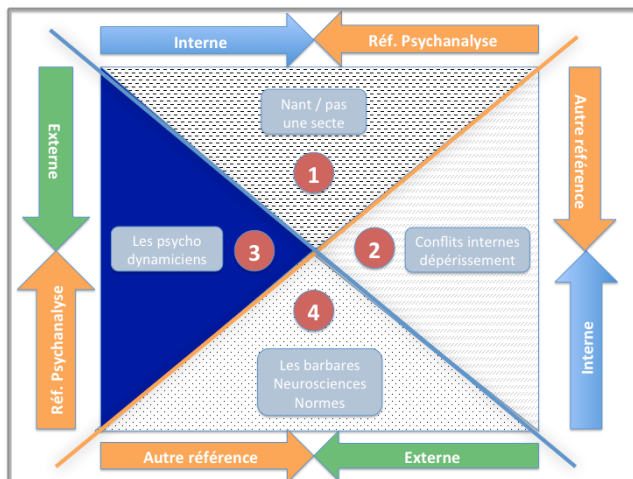 Interne
Réf. Psychanalyse
Nant / pas
une secte
1
Externe
Autre référence
Les psycho
dynamiciens
3
2
Conflits internes
dépérissement
4
Réf. Psychanalyse
Interne
Les barbares
Neurosciences
Normes
Autre référence
Externe